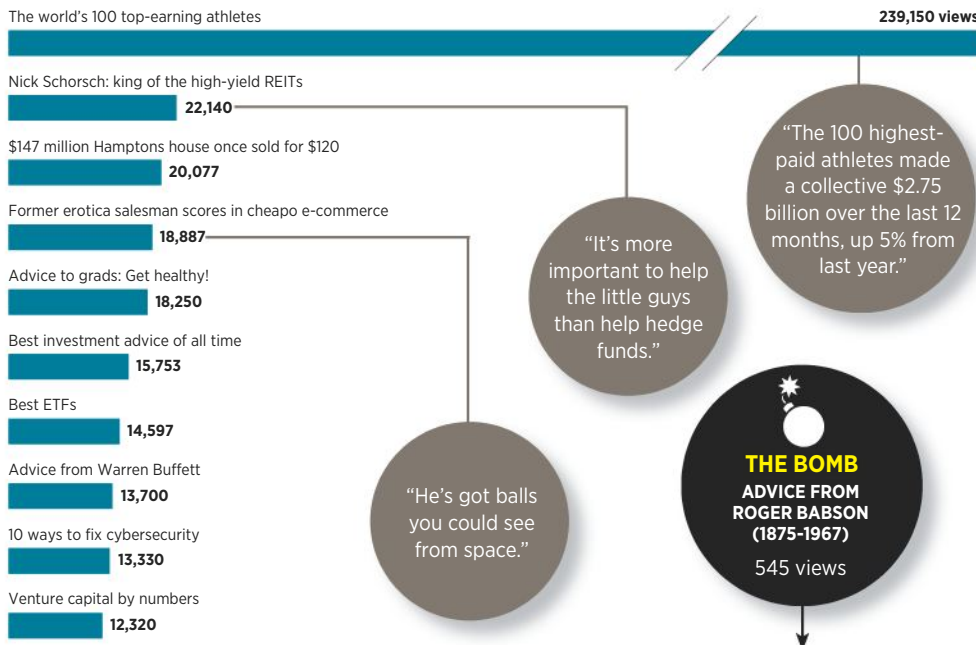 The world's 100 top-earning athletes
239,150 views
Nick Schorsch: king of the high-yield REITs
22,140
$147 million Hamptons house once sold for $120
20,077
Former erotica salesman scores in cheapo e-commerce
18,887
Advice to grads: Get healthy!
18,250
Best investment advice of all time
15,753
Best ETFs
14,597
Advice from Warren Buffett
13,700
10 ways to fix cybersecurity
13,330
Venture capital by numbers
12,320
“The 100 highest-
paid athletes made
a collective $2.75
billion over the last 12
months, up 5% from
last year.”
“It's more
important to help
the little guys
than help hedge
funds.”
“He's got balls
you could see
from space.”
THE BOMB
ADVICE FROM
ROGER BABSON
(1875-1967)
545 views